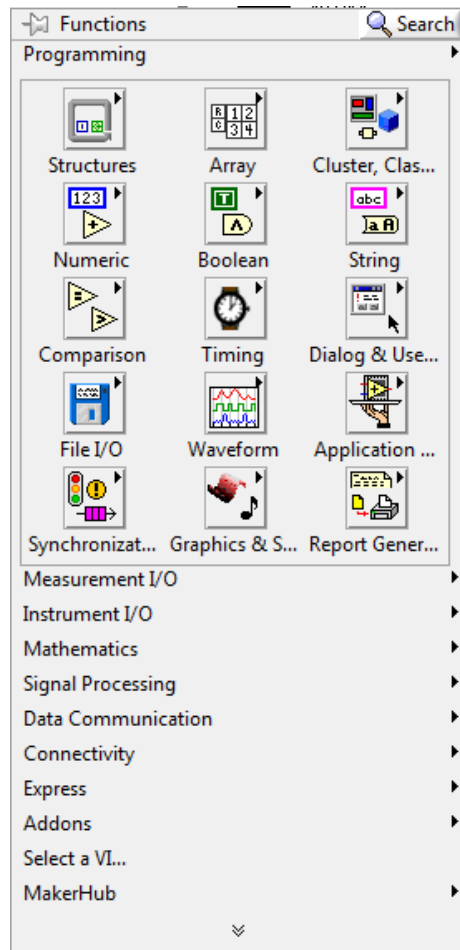 Functions Search
Programming
Structures Array Cluster, Clas...
Numeric Boolean String
Comparison Timing Dialog & Use...
File I/O Waveform Application ...
Synchronizat... Graphics & S... Report Gener...
Measurement I/O
Instrument I/O
Mathematics
Signal Processing
Data Communication
Connectivity
Express
Addons
Select a VI...
MakerHub